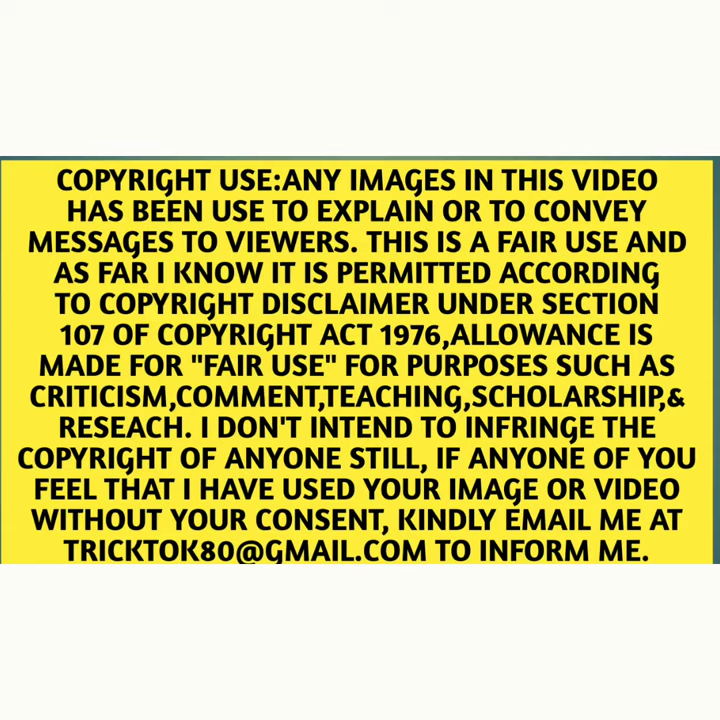 COPYRIGHT USE:ANY IMAGES IN THIS VIDEO
HAS BEEN USE TO EXPLAIN OR TO CONVEY
MESSAGES TO VIEWERS. THIS IS A FAIR USE AND
AS FAR I KNOW IT IS PERMITTED ACCORDING
TO COPYRIGHT DISCLAIMER UNDER SECTION
107 OF COPYRIGHT ACT 1976,ALLOWANCE IS
MADE FOR "FAIR USE" FOR PURPOSES SUCH AS
CRITICISM,COMMENT,TEACHING,SCHOLARSHIP,&
RESEACH. I DON'T INTEND TO INFRINGE THE
COPYRIGHT OF ANYONE STILL, IF ANYONE OF YOU
FEEL THAT I HAVE USED YOUR IMAGE OR VIDEO
WITHOUT YOUR CONSENT, KINDLY EMAIL ME AT
TRICKTOK80@GMAIL.COM TO INFORM ME.